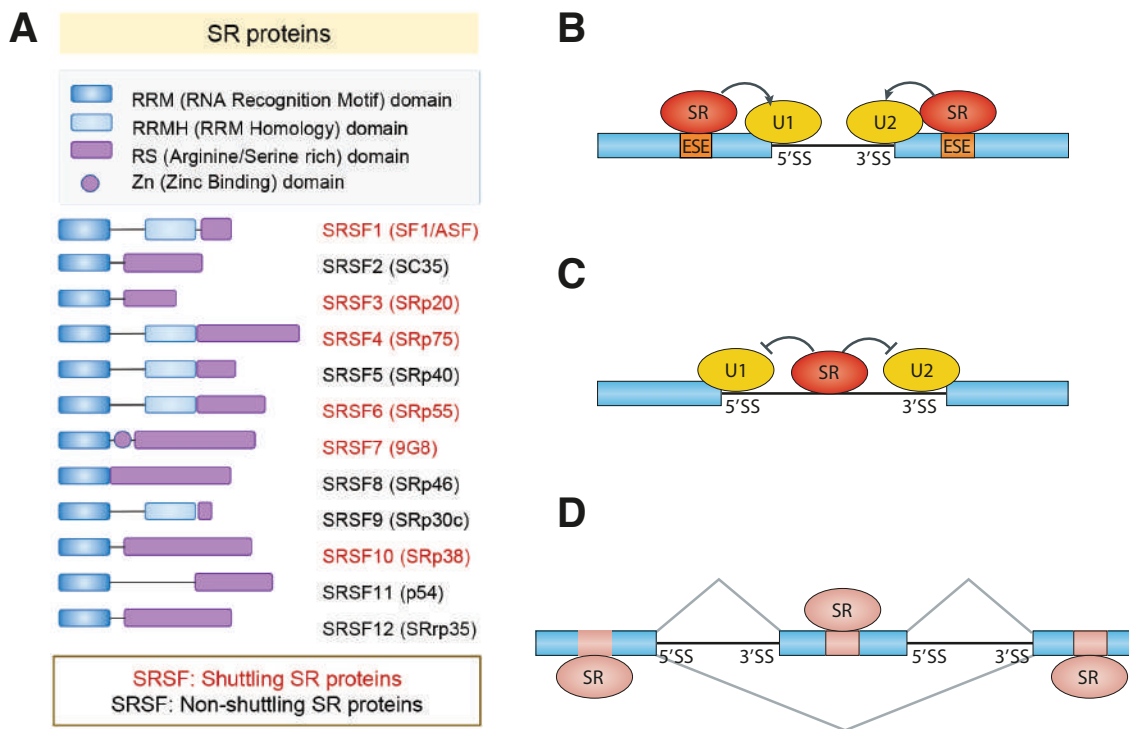 A
SR proteins
RRM (RNA Recognition Motif) domain
RRMH (RRM Homology) domain
RS (Arginine/Serine rich) domain
Zn (Zinc Binding) domain
SRSF1 (SF1/ASF)
SRSF2 (SC35)
SRSF3 (SRp20)
SRSF4 (SRp75)
SRSF5 (SRp40)
SRSF6 (SRp55)
SRSF7 (9G8)
SRSF8 (SRp46)
SRSF9 (SRp30c)
SRSF10 (SRp38)
SRSF11 (p54)
SRSF12 (SRrp35)
SRSF: Shuttling SR proteins
SRSF: Non-shuttling SR proteins
B
SR U1 U2 SR
ESE 5'SS 3'SS ESE
C
U1 SR U2
5'SS 3'SS
D
SR
5'SS 3'SS 5'SS 3'SS
SR SR